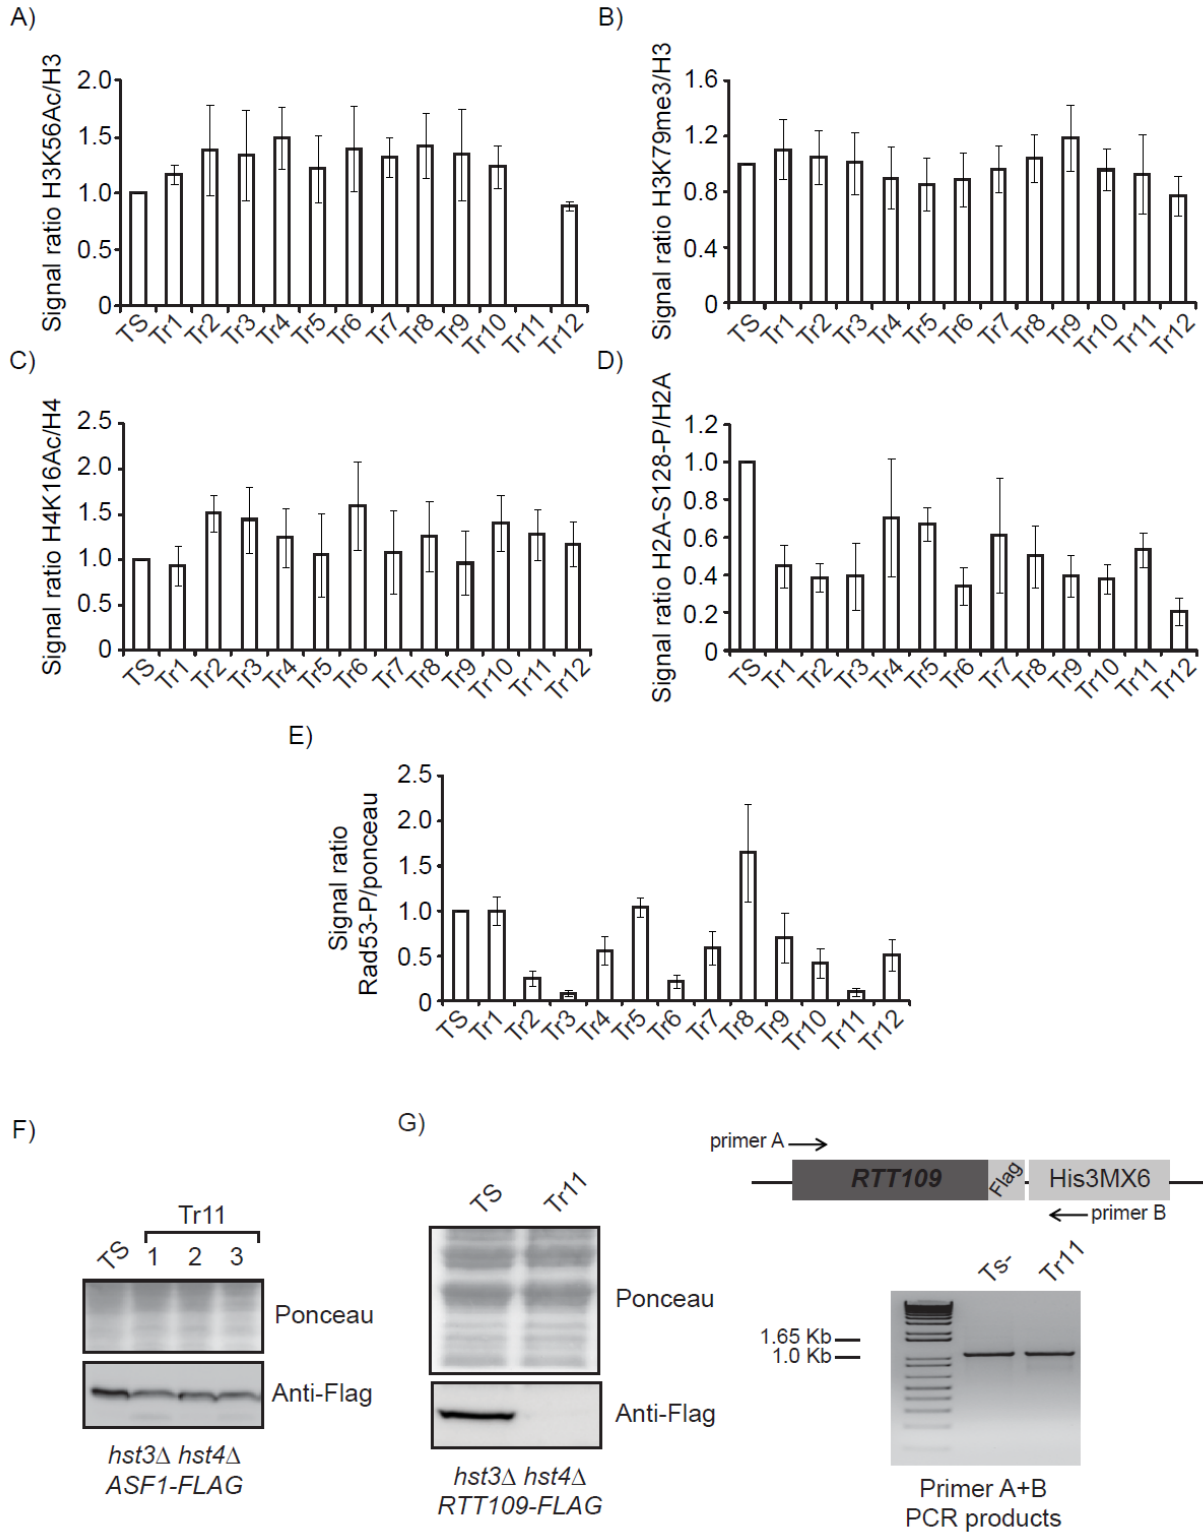 A)
Signal ratio H3K56Ac/H3
2.0
1.5
1.0
0.5
0
TS Tr1 Tr2 Tr3 Tr4 Tr5 Tr6 Tr7 Tr8 Tr9 Tr10 Tr11 Tr12
B)
Signal ratio H3K79me3/H3
1.6
1.2
0.8
0.4
0
TS Tr1 Tr2 Tr3 Tr4 Tr5 Tr6 Tr7 Tr8 Tr9 Tr10 Tr11 Tr12
C)
Signal ratio H4K16Ac/H4
2.5
2.0
1.5
1.0
0.5
0
TS Tr1 Tr2 Tr3 Tr4 Tr5 Tr6 Tr7 Tr8 Tr9 Tr10 Tr11 Tr12
D)
Signal ratio H2A-S128-P/H2A
1.2
1.0
0.8
0.6
0.4
0.2
0
TS Tr1 Tr2 Tr3 Tr4 Tr5 Tr6 Tr7 Tr8 Tr9 Tr10 Tr11 Tr12
E)
Signal ratio
Rad53-P/ponceau
2.5
2.0
1.5
1.0
0.5
0
TS Tr1 Tr2 Tr3 Tr4 Tr5 Tr6 Tr7 Tr8 Tr9 Tr10 Tr11 Tr12
F)
Tr11
TS 1 2 3
Ponceau
Anti-Flag
hst3Δ hst4Δ
ASF1-FLAG
G)
TS Tr11
Ponceau
Anti-Flag
hst3Δ hst4Δ
RTT109-FLAG
primer A
RTT109 Flag His3MX6
primer B
Ts- Tr11
1.65 Kb
1.0 Kb
Primer A+B
PCR products